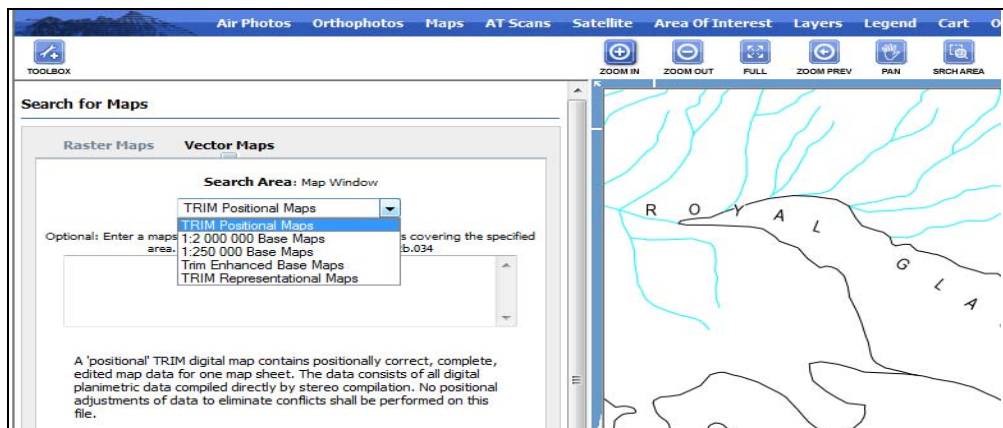 Air Photos Orthophotos Maps AT Scans Satellite Area Of Interest Layers Legend Cart
TOOLBOX
ZOOM IN ZOOM OUT FULL ZOOM PREV PAN SRCH AREA
Search for Maps
Raster Maps Vector Maps
Search Area: Map Window
TRIM Positional Maps
TRIM Positional Maps
1:2 000 000 Base Maps
1:250 000 Base Maps
Trim Enhanced Base Maps
TRIM Representational Maps
Optional: Enter a maps covering the specified
area. b.034
A 'positional' TRIM digital map contains positionally correct, complete,
edited map data for one map sheet. The data consists of all digital
planimetric data compiled directly by stereo compilation. No positional
adjustments of data to eliminate conflicts shall be performed on this
file.
R O Y A L
G L A